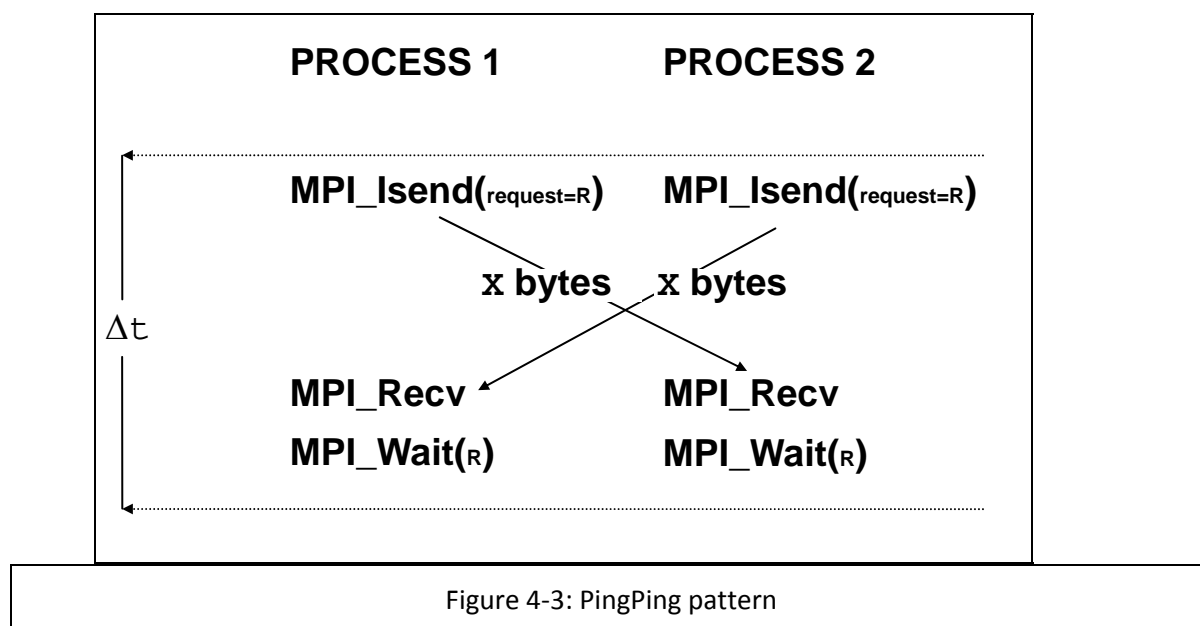 PROCESS 1 PROCESS 2
MPI_Isend(request=R) MPI_Isend(request=R)
x bytes x bytes
Δt
MPI_Recv MPI_Recv
MPI_Wait(R) MPI_Wait(R)
Figure 4-3: PingPing pattern